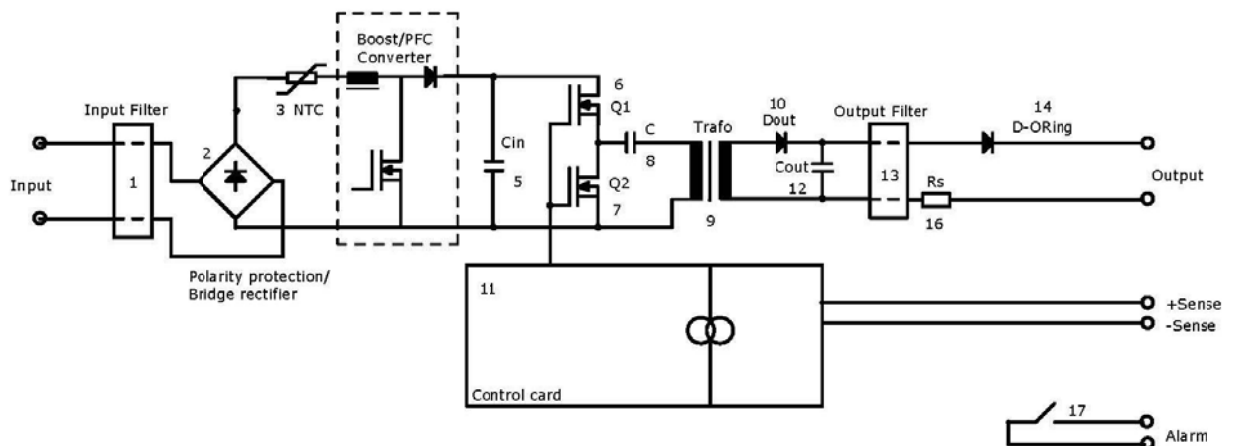 Boost/PFC
Converter
Input Filter
3 NTC
6
Q1
10
Dout
Output Filter
14
D-ORing
2
Cin
C
Trafo
Cout
Input
1
5
8
Q2
13
Rs
Output
7
9
12
16
Polarity protection/
Bridge rectifier
11
+Sense
-Sense
Control card
17
Alarm